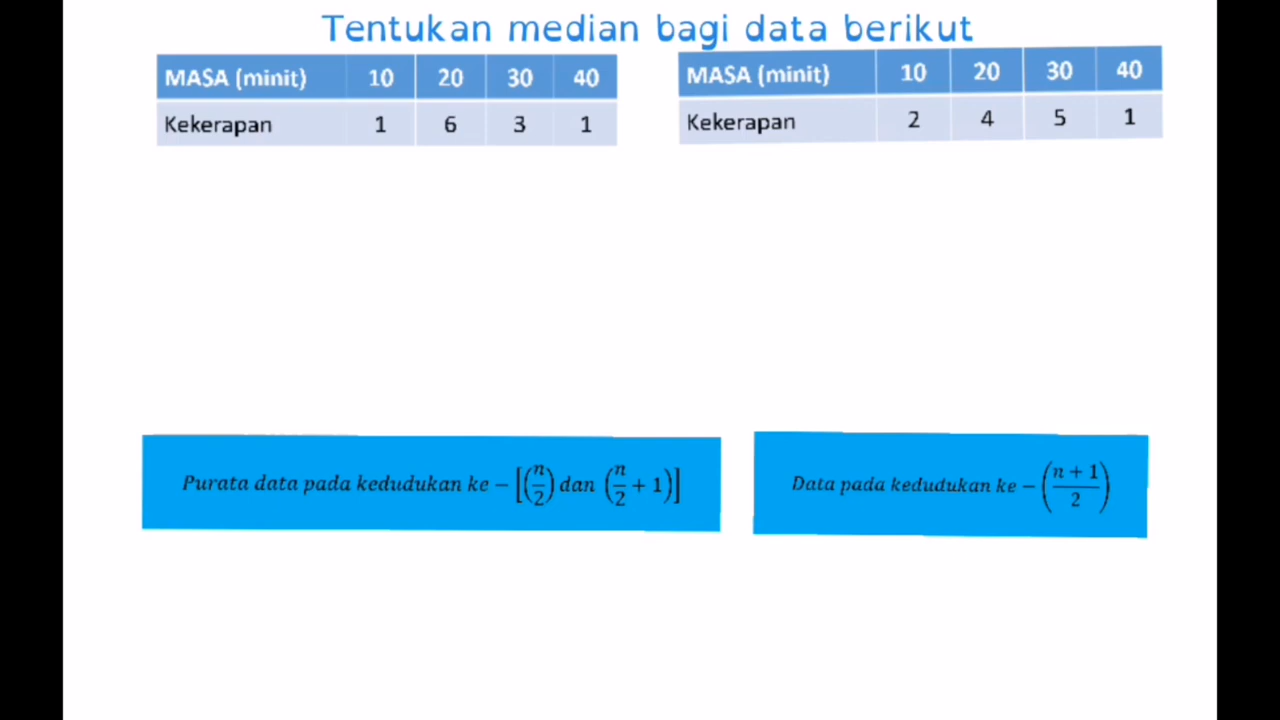 Tentukan median bagi data berikut
MASA (minit) 10 20 30 40
Kekerapan 1 6 3 1
MASA (minit) 10 20 30 40
Kekerapan 2 4 5 1
Purata data pada kedudukan ke − [(n/2) dan (n/2 + 1)]
Data pada kedudukan ke − ((n + 1)/2)